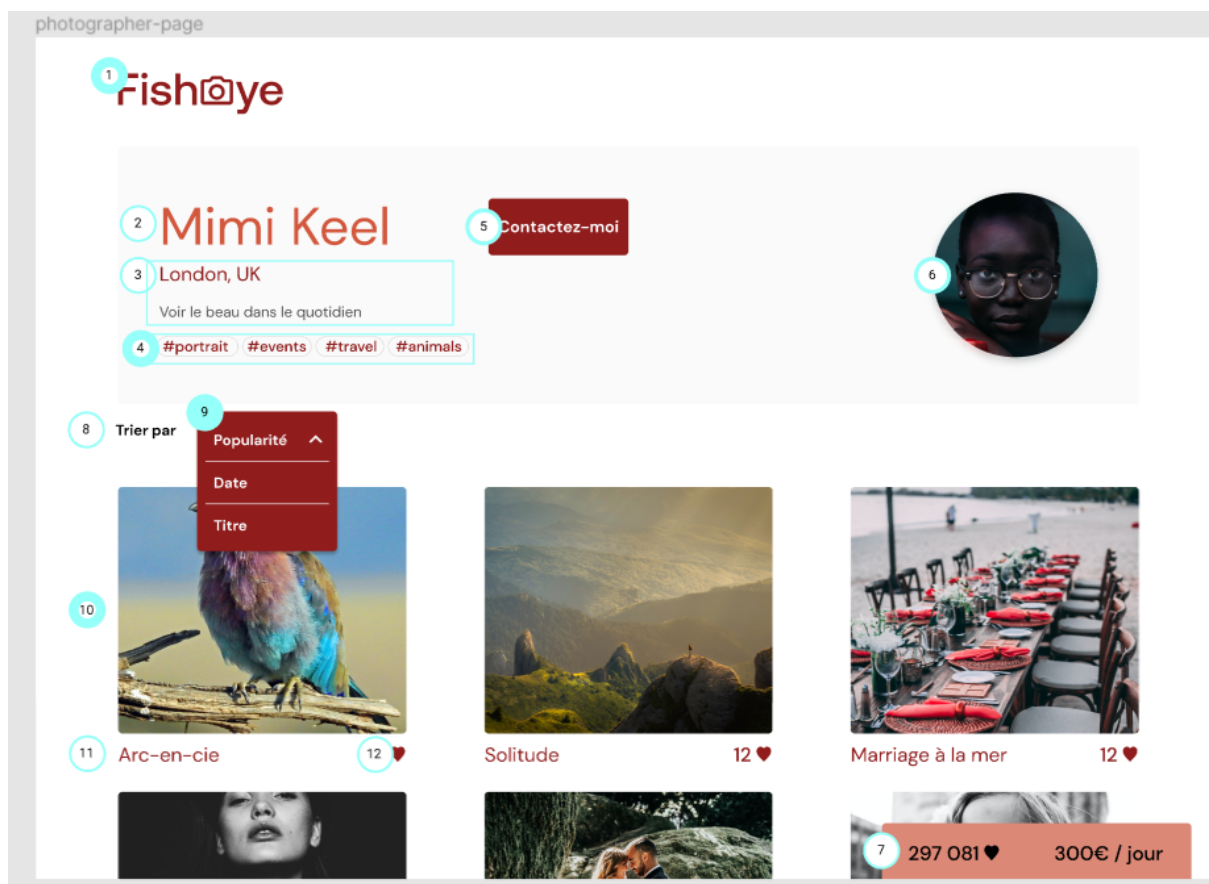 photographer-page
1
Fisheye
2 Mimi Keel
5 Contactez-moi
3 London, UK
6
Voir le beau dans le quotidien
4 #portrait #events #travel #animals
9
8 Trier par
Popularité
Date
Titre
10
11 Arc-en-cie 12
Solitude 12
Marriage à la mer 12
7 297 081 300€ / jour